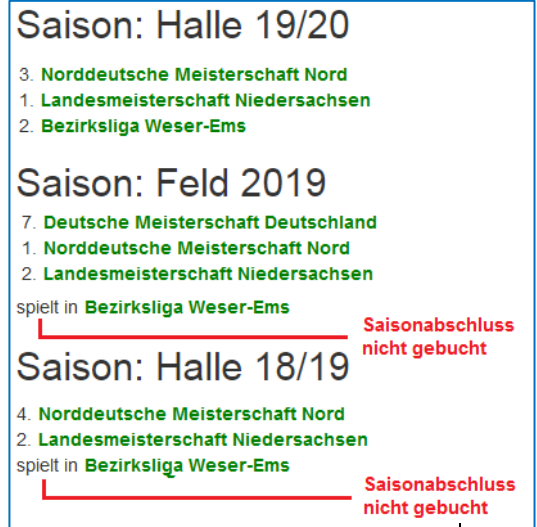 Saison: Halle 19/20
3. Norddeutsche Meisterschaft Nord
1. Landesmeisterschaft Niedersachsen
2. Bezirksliga Weser-Ems
Saison: Feld 2019
7. Deutsche Meisterschaft Deutschland
1. Norddeutsche Meisterschaft Nord
2. Landesmeisterschaft Niedersachsen
spielt in Bezirksliga Weser-Ems
Saisonabschluss
nicht gebucht
Saison: Halle 18/19
4. Norddeutsche Meisterschaft Nord
2. Landesmeisterschaft Niedersachsen
spielt in Bezirksliga Weser-Ems
Saisonabschluss
nicht gebucht